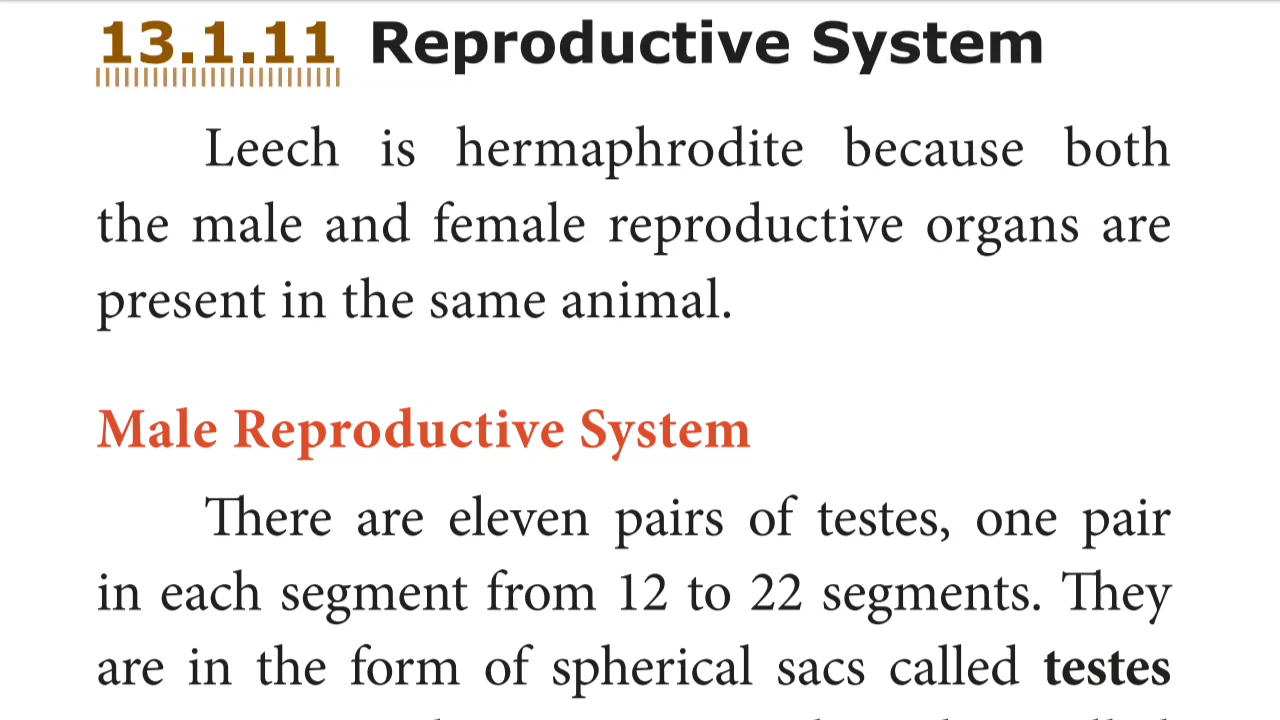 13.1.11 Reproductive System
Leech is hermaphrodite because both
the male and female reproductive organs are
present in the same animal.
Male Reproductive System
There are eleven pairs of testes, one pair
in each segment from 12 to 22 segments. They
are in the form of spherical sacs called testes